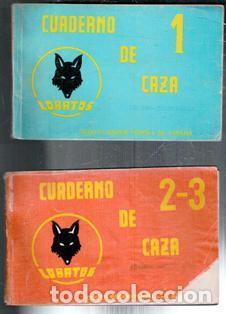 CUADERNO
1
DE
CAZA
LOBATOS
CUADERNO
2-3
DE
CAZA
LOBATOS
todocoleccion